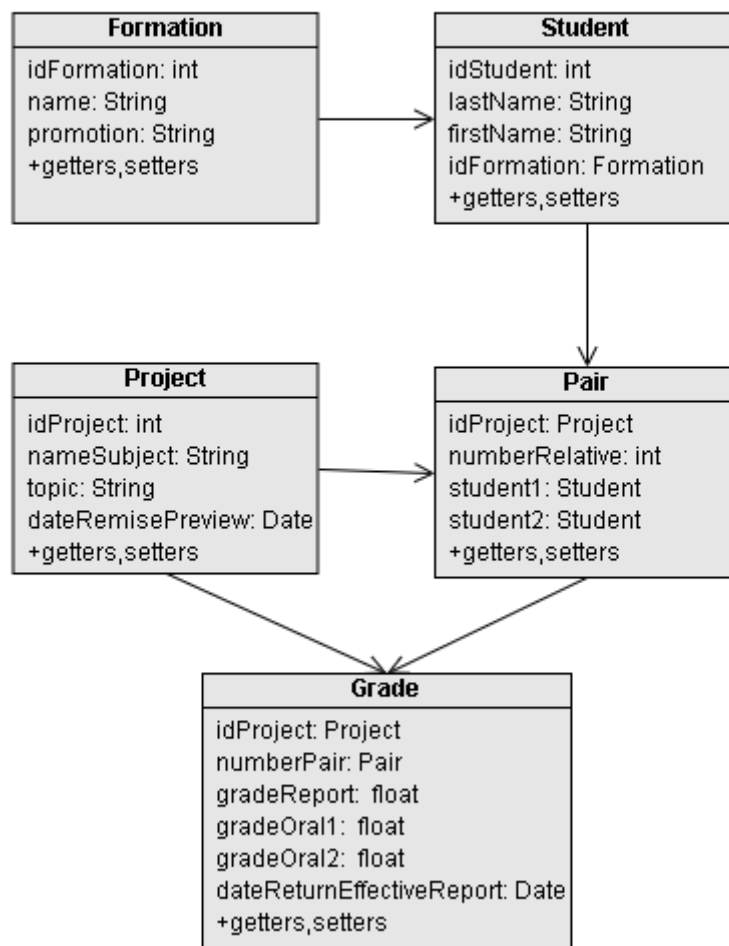 Formation
idFormation: int
name: String
promotion: String
+getters,setters
Student
idStudent: int
lastName: String
firstName: String
idFormation: Formation
+getters,setters
Project
idProject: int
nameSubject: String
topic: String
dateRemisePreview: Date
+getters,setters
Pair
idProject: Project
numberRelative: int
student1: Student
student2: Student
+getters,setters
Grade
idProject: Project
numberPair: Pair
gradeReport: float
gradeOral1: float
gradeOral2: float
dateReturnEffectiveReport: Date
+getters,setters